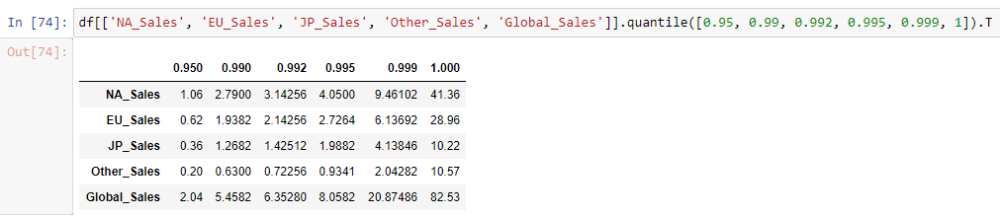 In [74]: df[['NA_Sales', 'EU_Sales', 'JP_Sales', 'Other_Sales', 'Global_Sales']].quantile([0.95, 0.99, 0.992, 0.995, 0.999, 1]).T
Out[74]:
0.950 0.990 0.992 0.995 0.999 1.000
NA_Sales 1.06 2.7900 3.14256 4.0500 9.46102 41.36
EU_Sales 0.62 1.9382 2.14256 2.7264 6.13692 28.96
JP_Sales 0.36 1.2682 1.42512 1.9882 4.13846 10.22
Other_Sales 0.20 0.6300 0.72256 0.9341 2.04282 10.57
Global_Sales 2.04 5.4582 6.35280 8.0582 20.87486 82.53